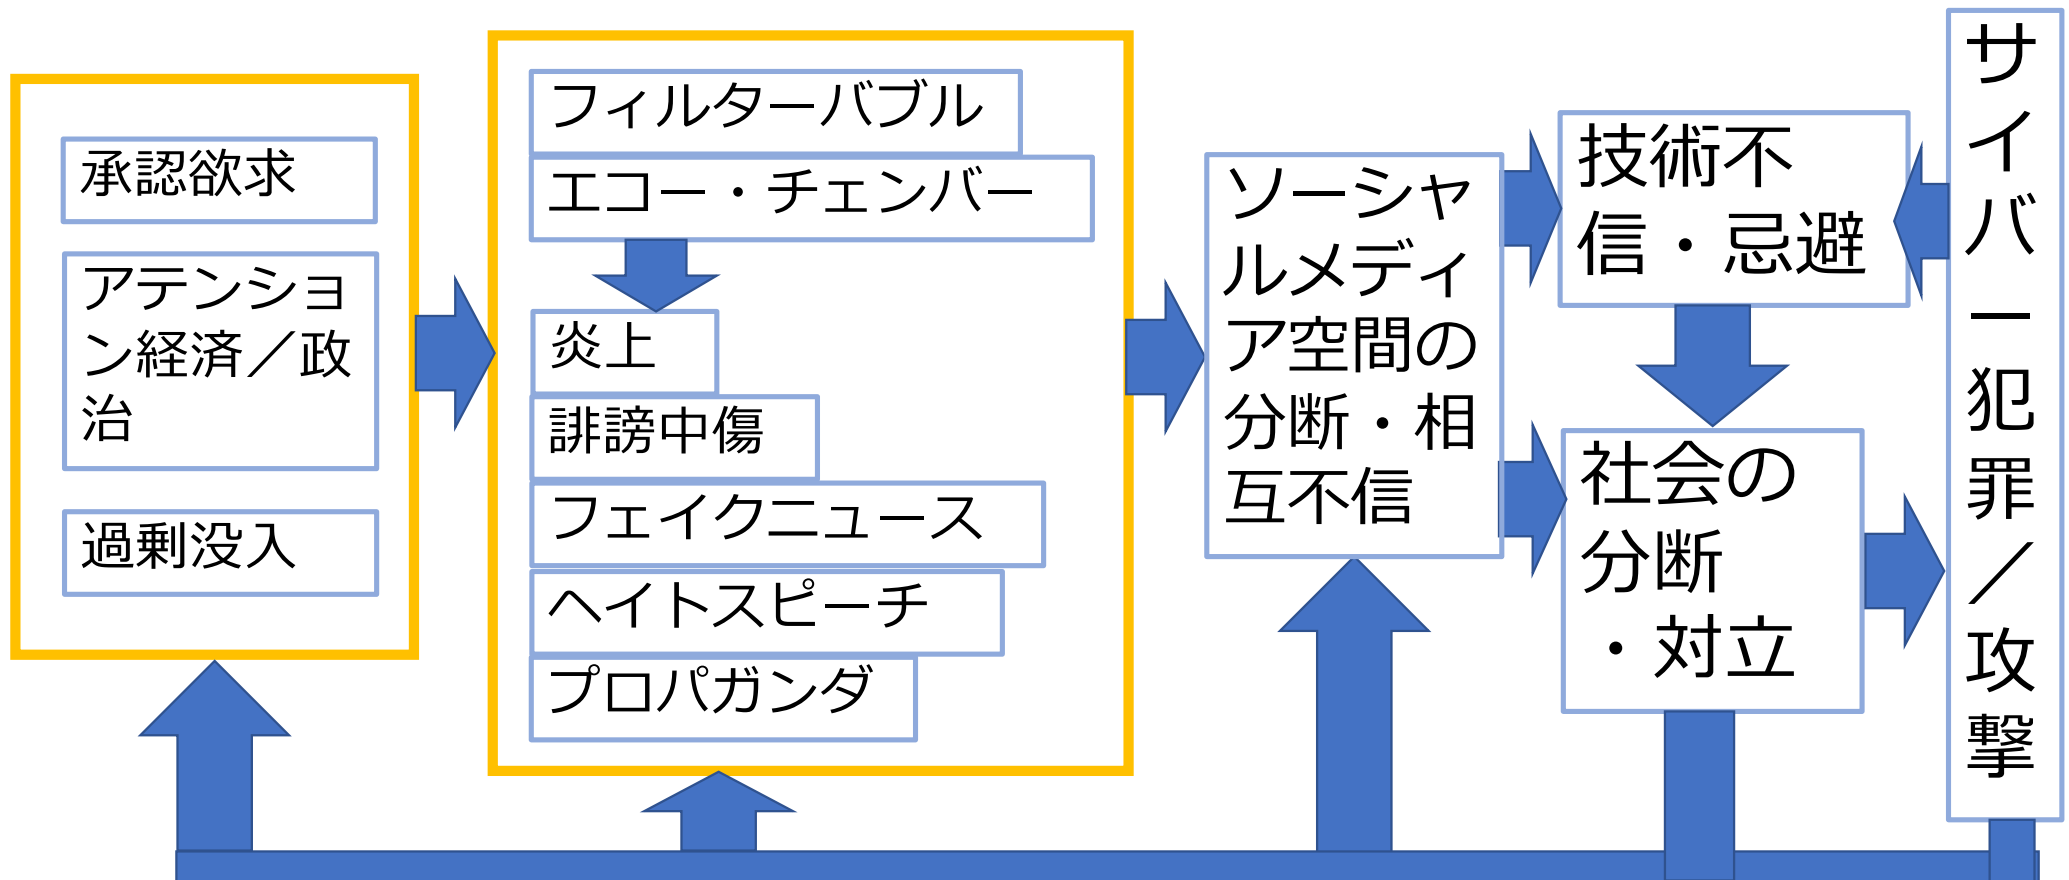 承認欲求
アテンショ
ン経済／政
治
過剰没入
フィルターバブル
エコー・チェンバー
炎上
誹謗中傷
フェイクニュース
ヘイトスピーチ
プロパガンダ
ソーシャ
ルメディ
ア空間の
分断・相
互不信
技術不
信・忌避
社会の
分断
・対立
サイバー犯罪／攻撃